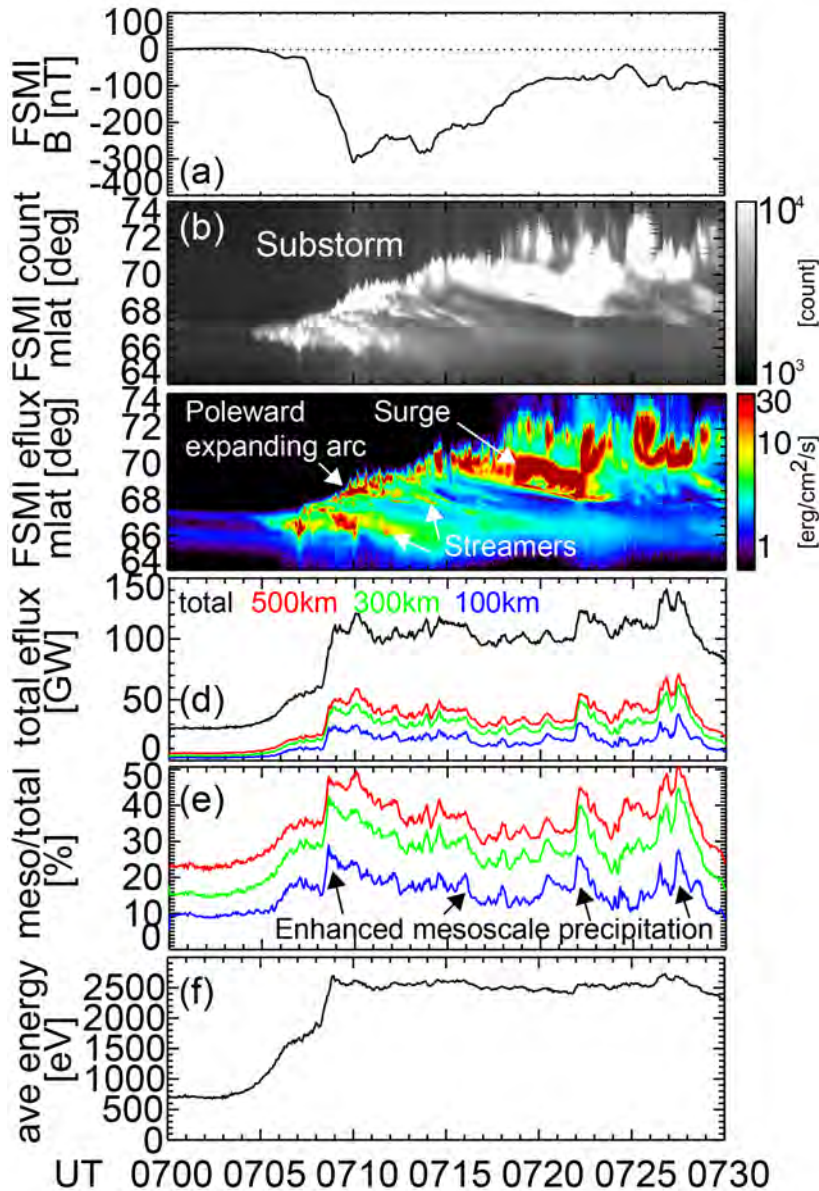 FSMI
B [nT]
100
0
-100
-200
-300
-400
(a)
FSMI count
mlat [deg]
74
72
70
68
66
64
(b)
Substorm
10⁴
[count]
10³
FSMI eflux
mlat [deg]
74
72
70
68
66
64
Poleward
expanding arc
Surge
Streamers
30
10
1
[erg/cm²/s]
total eflux
[GW]
150
100
50
0
total 500km 300km 100km
(d)
meso/total
[%]
50
40
30
20
10
0
(e)
Enhanced mesoscale precipitation
ave energy
[eV]
2500
2000
1500
1000
500
0
(f)
UT 0700 0705 0710 0715 0720 0725 0730